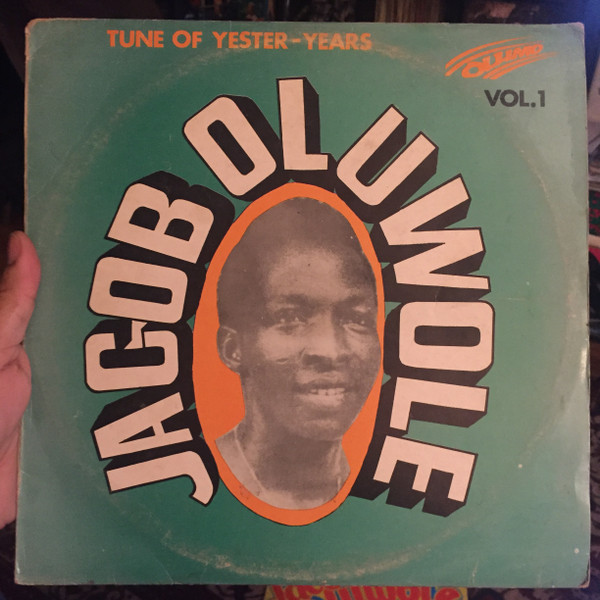 TUNE OF YESTER-YEARS
OLUMO
VOL.1
JACOB OLUWOLE